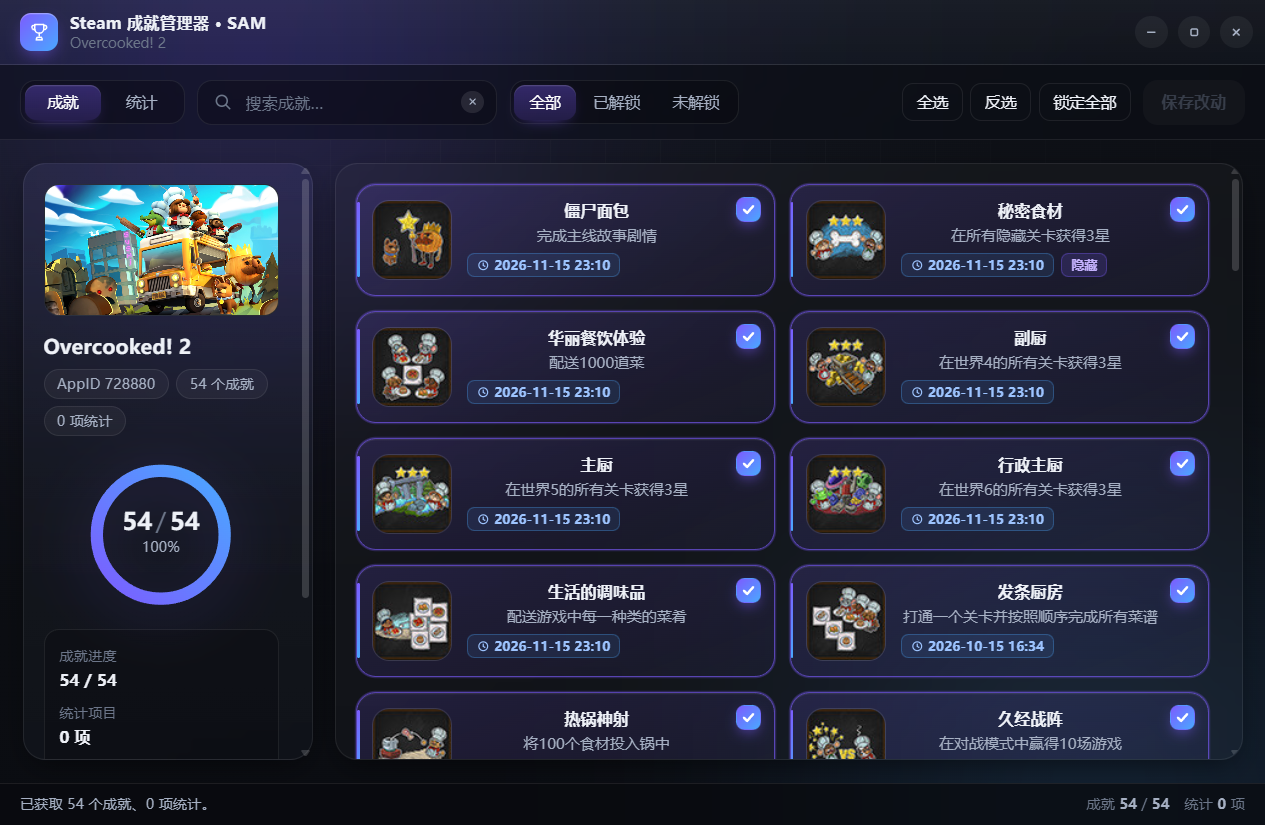 Steam 成就管理器 • SAM
Overcooked! 2
成就 统计
搜索成就...
全部 已解锁 未解锁
全选 反选 锁定全部 保存改动
Overcooked! 2
AppID 728880
54 个成就
0 项统计
54 / 54
100%
成就进度
54 / 54
统计项目
0 项
僵尸面包
完成主线故事剧情
2026-11-15 23:10
秘密食材
在所有隐藏关卡获得3星
2026-11-15 23:10 隐藏
华丽餐饮体验
配送1000道菜
2026-11-15 23:10
副厨
在世界4的所有关卡获得3星
2026-11-15 23:10
主厨
在世界5的所有关卡获得3星
2026-11-15 23:10
行政主厨
在世界6的所有关卡获得3星
2026-11-15 23:10
生活的调味品
配送游戏中每一种类的菜肴
2026-11-15 23:10
发条厨房
打通一个关卡并按照顺序完成所有菜谱
2026-10-15 16:34
热锅神射
将100个食材投入锅中
久经战阵
在对战模式中赢得10场游戏
VS
已获取 54 个成就、0 项统计。
成就 54 / 54 统计 0 项